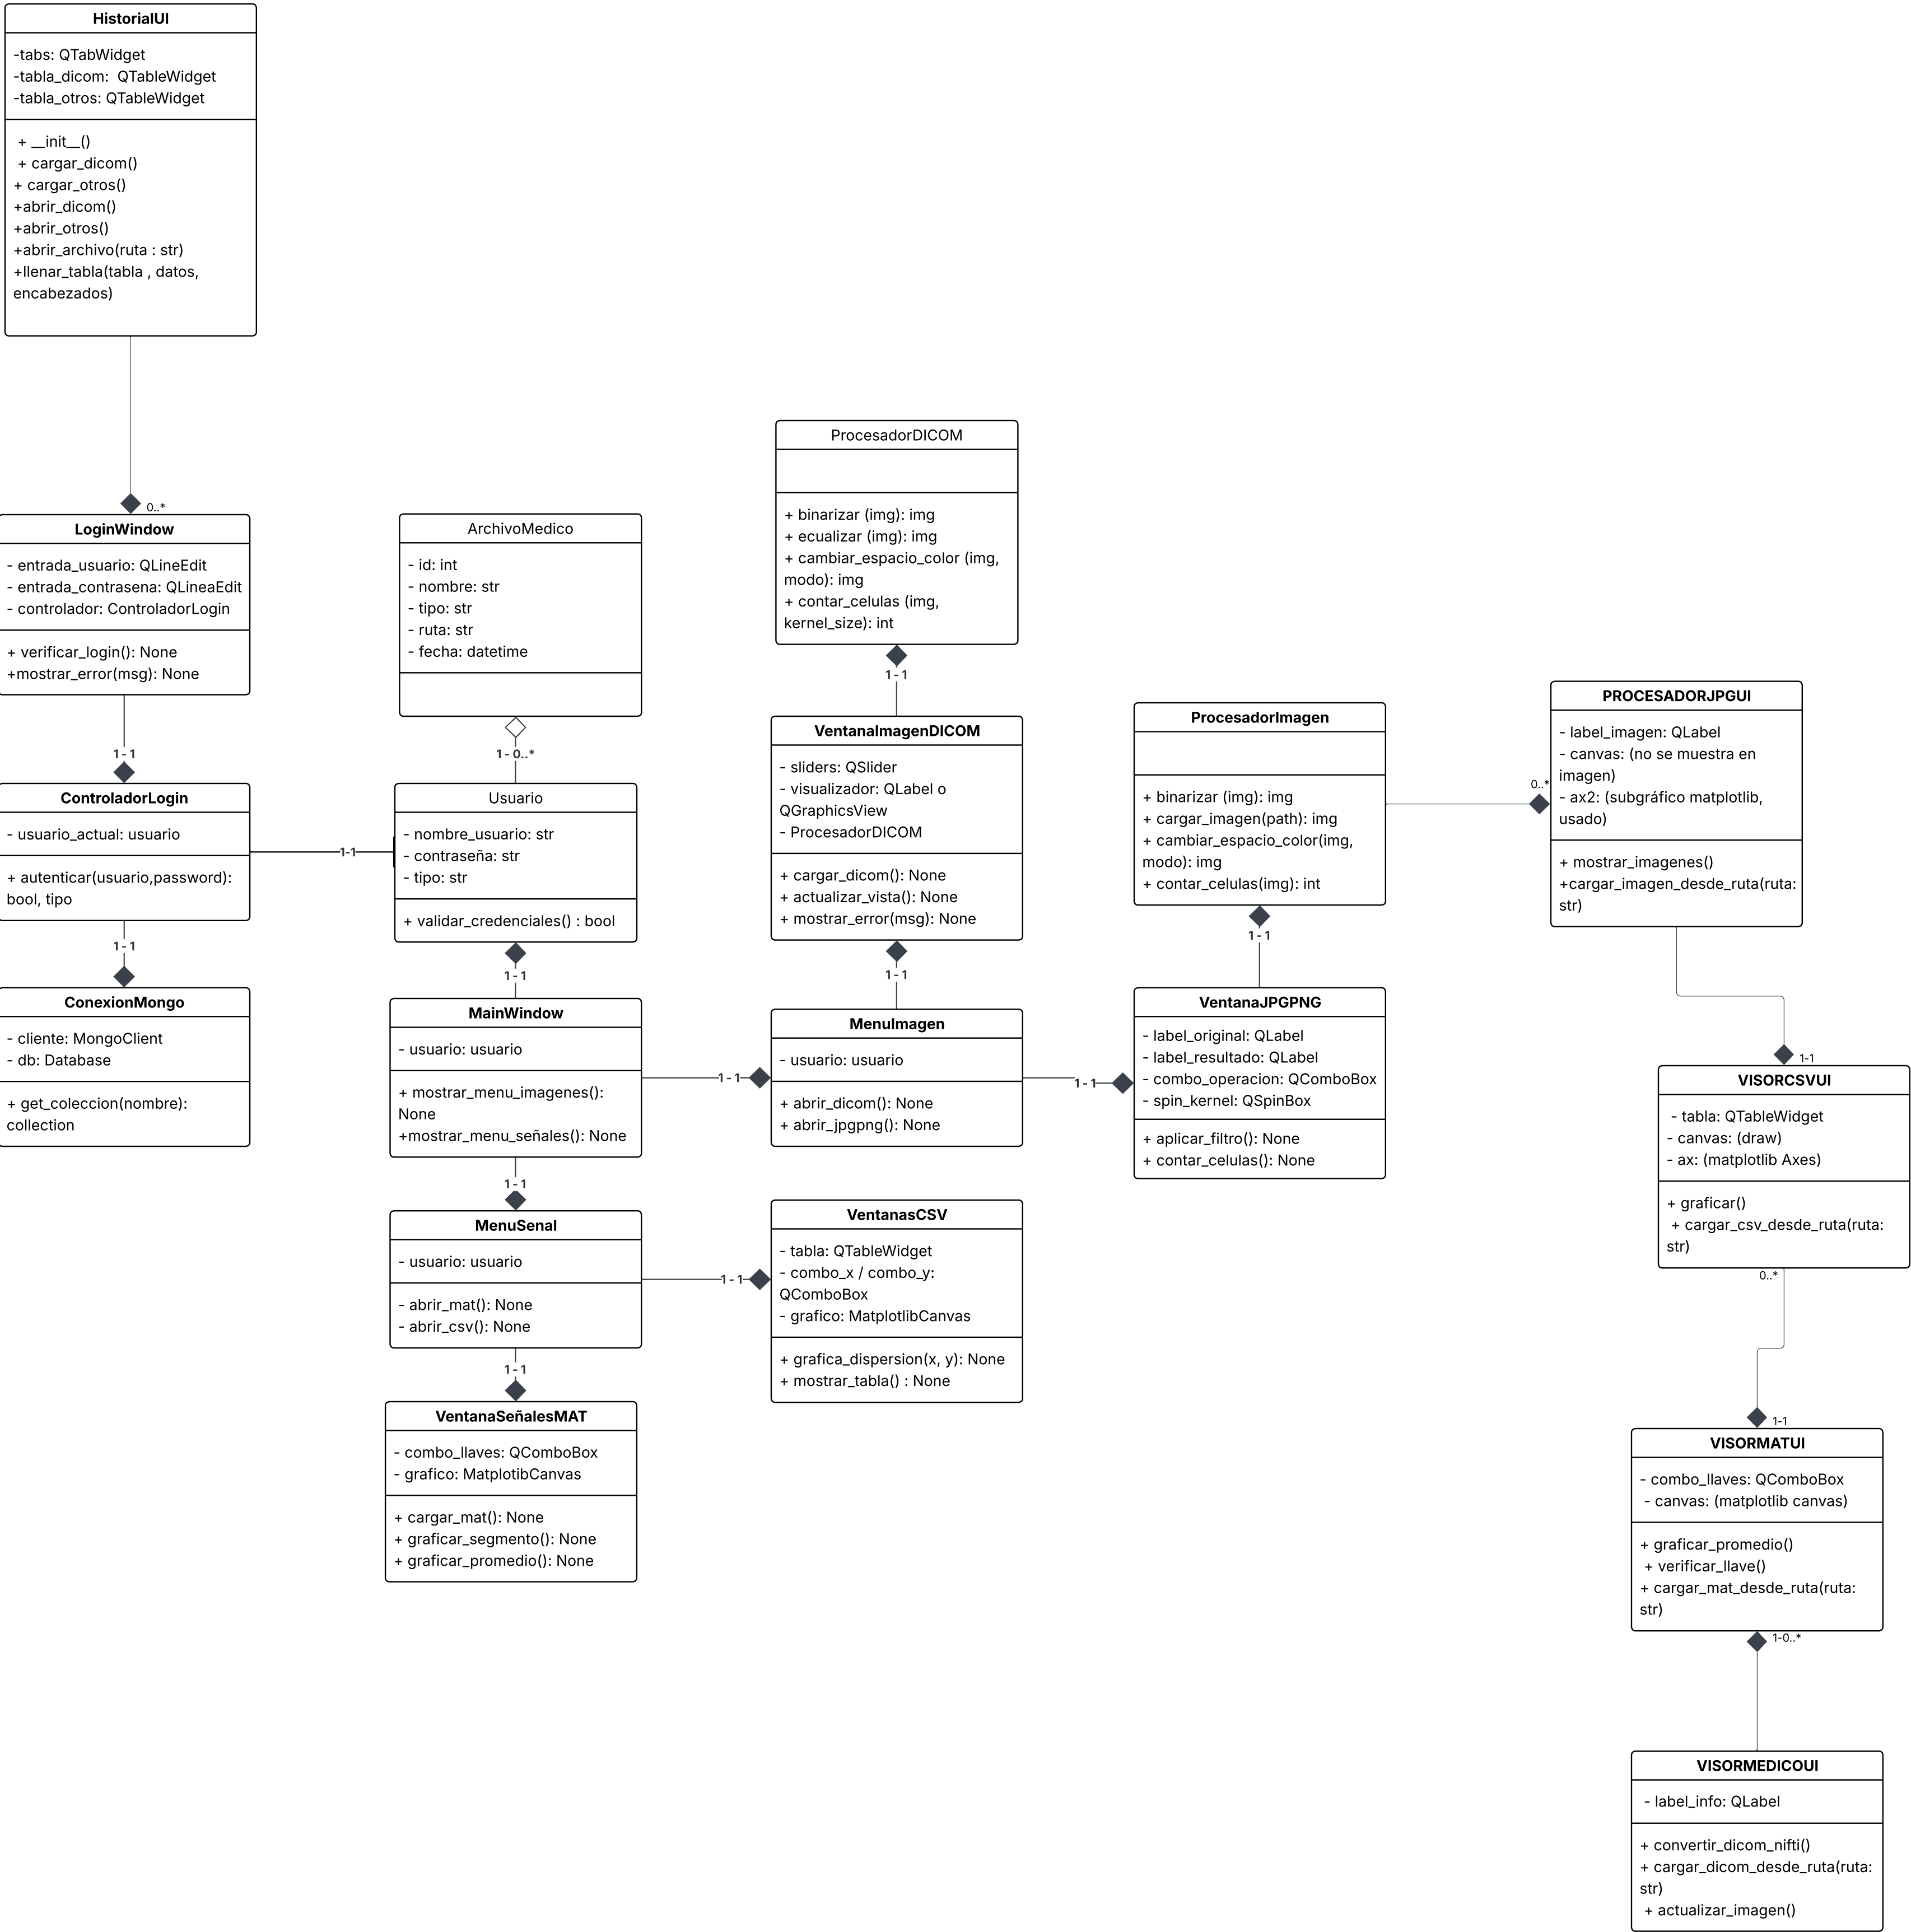 HistorialUI
-tabs: QTabWidget
-tabla_dicom:  QTableWidget
-tabla_otros: QTableWidget
+ __init__()
+ cargar_dicom()
+ cargar_otros()
+abrir_dicom()
+abrir_otros()
+abrir_archivo(ruta : str)
+llenar_tabla(tabla , datos,
encabezados)
0..*
LoginWindow
- entrada_usuario: QLineEdit
- entrada_contrasena: QLineaEdit
- controlador: ControladorLogin
+ verificar_login(): None
+mostrar_error(msg): None
1 - 1
ControladorLogin
- usuario_actual: usuario
+ autenticar(usuario,password):
bool, tipo
1-1
1 - 1
ConexionMongo
- cliente: MongoClient
- db: Database
+ get_coleccion(nombre):
collection
ArchivoMedico
- id: int
- nombre: str
- tipo: str
- ruta: str
- fecha: datetime
1 - 0..*
Usuario
- nombre_usuario: str
- contraseña: str
- tipo: str
+ validar_credenciales() : bool
1 - 1
MainWindow
- usuario: usuario
+ mostrar_menu_imagenes():
None
+mostrar_menu_señales(): None
1 - 1
1 - 1
MenuSenal
- usuario: usuario
- abrir_mat(): None
- abrir_csv(): None
1 - 1
1 - 1
VentanaSeñalesMAT
- combo_llaves: QComboBox
- grafico: MatplotibCanvas
+ cargar_mat(): None
+ graficar_segmento(): None
+ graficar_promedio(): None
ProcesadorDICOM
+ binarizar (img): img
+ ecualizar (img): img
+ cambiar_espacio_color (img,
modo): img
+ contar_celulas (img,
kernel_size): int
1 - 1
VentanaImagenDICOM
- sliders: QSlider
- visualizador: QLabel o
QGraphicsView
- ProcesadorDICOM
+ cargar_dicom(): None
+ actualizar_vista(): None
+ mostrar_error(msg): None
1 - 1
MenuImagen
- usuario: usuario
+ abrir_dicom(): None
+ abrir_jpgpng(): None
1 - 1
VentanasCSV
- tabla: QTableWidget
- combo_x / combo_y:
QComboBox
- grafico: MatplotlibCanvas
+ grafica_dispersion(x, y): None
+ mostrar_tabla() : None
ProcesadorImagen
+ binarizar (img): img
+ cargar_imagen(path): img
+ cambiar_espacio_color(img,
modo): img
+ contar_celulas(img): int
1 - 1
VentanaJPGPNG
- label_original: QLabel
- label_resultado: QLabel
- combo_operacion: QComboBox
- spin_kernel: QSpinBox
+ aplicar_filtro(): None
+ contar_celulas(): None
0..*
PROCESADORJPGUI
- label_imagen: QLabel
- canvas: (no se muestra en
imagen)
- ax2: (subgráfico matplotlib,
usado)
+ mostrar_imagenes()
+cargar_imagen_desde_ruta(ruta:
str)
1-1
VISORCSVUI
- tabla: QTableWidget
- canvas: (draw)
- ax: (matplotlib Axes)
+ graficar()
+ cargar_csv_desde_ruta(ruta:
str)
0..*
1-1
VISORMATUI
- combo_llaves: QComboBox
- canvas: (matplotlib canvas)
+ graficar_promedio()
+ verificar_llave()
+ cargar_mat_desde_ruta(ruta:
str)
1-0..*
VISORMEDICOUI
- label_info: QLabel
+ convertir_dicom_nifti()
+ cargar_dicom_desde_ruta(ruta:
str)
+ actualizar_imagen()